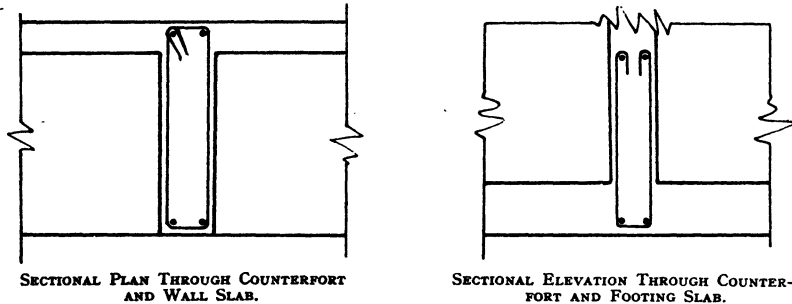 SECTIONAL PLAN THROUGH COUNTERFORT
AND WALL SLAB.
SECTIONAL ELEVATION THROUGH COUNTER-
FORT AND FOOTING SLAB.